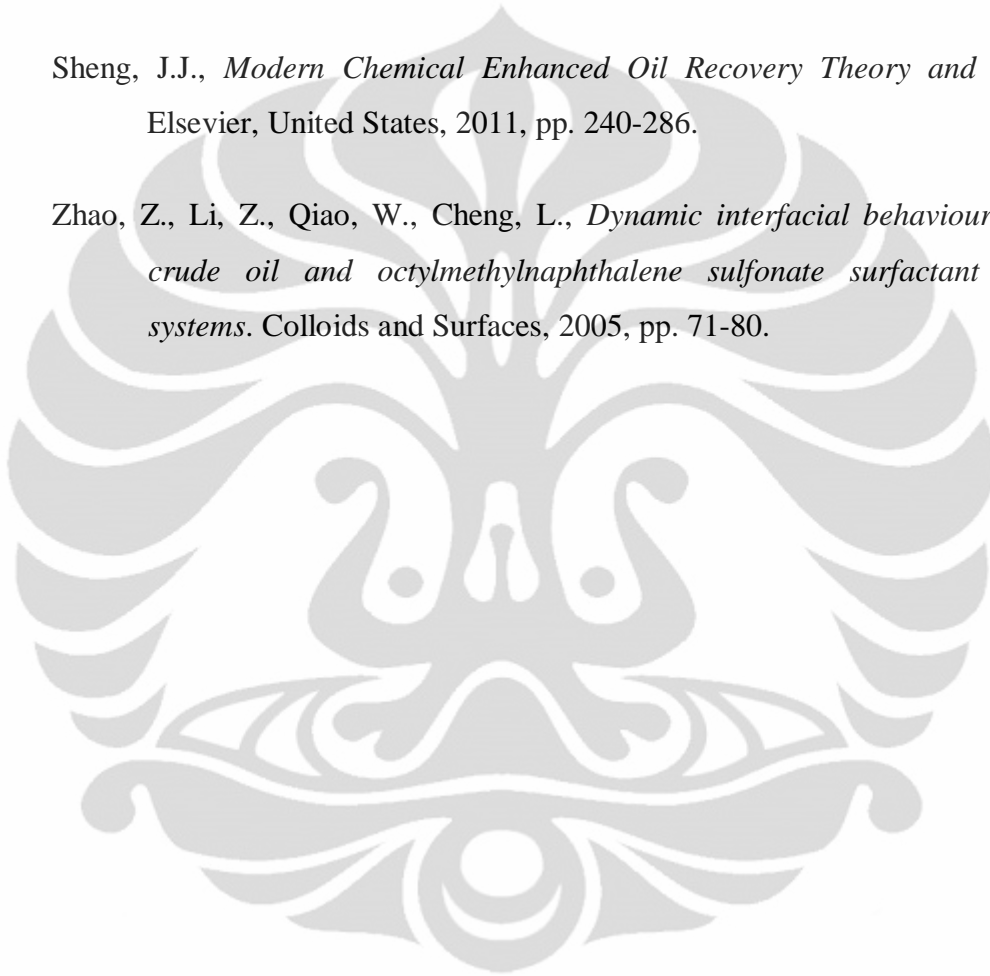 Sheng, J.J., Modern Chemical Enhanced Oil Recovery Theory and
Elsevier, United States, 2011, pp. 240-286.
Zhao, Z., Li, Z., Qiao, W., Cheng, L., Dynamic interfacial behaviour
crude oil and octylmethylnaphthalene sulfonate surfactant
systems. Colloids and Surfaces, 2005, pp. 71-80.